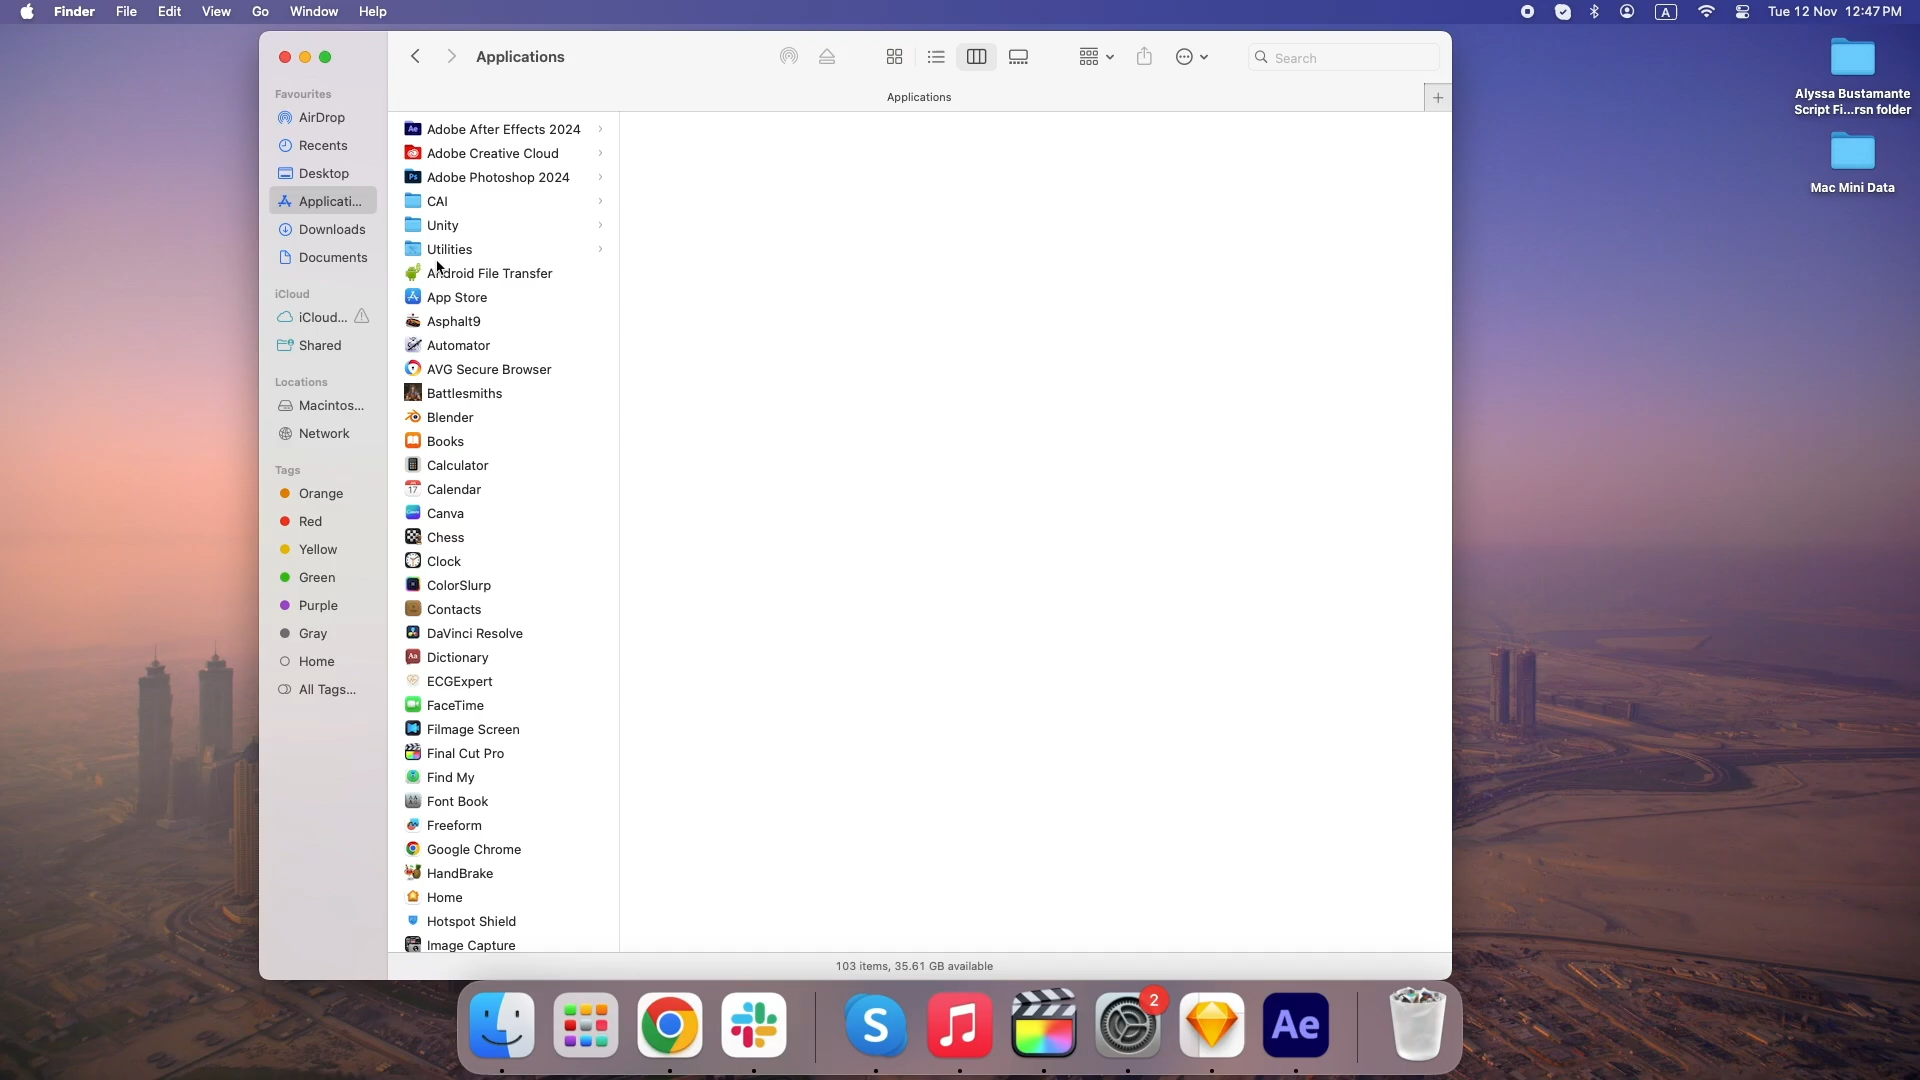 Finder File Edit View Go Window Help
A
Tue 12 Nov 12:47 PM
Applications
Search
Applications
Favourites
AirDrop
Recents
Desktop
Applicati...
Downloads
Documents
iCloud
iCloud...
Shared
Locations
Macintos...
Network
Tags
Orange
Red
Yellow
Green
Purple
Gray
Home
All Tags...
Adobe After Effects 2024
Adobe Creative Cloud
Adobe Photoshop 2024
CAI
Unity
Utilities
Android File Transfer
App Store
Asphalt9
Automator
AVG Secure Browser
Battlesmiths
Blender
Books
Calculator
Calendar
Canva
Chess
Clock
ColorSlurp
Contacts
DaVinci Resolve
Dictionary
ECGExpert
FaceTime
Filmage Screen
Final Cut Pro
Find My
Font Book
Freeform
Google Chrome
HandBrake
Home
Hotspot Shield
Image Capture
103 items, 35.61 GB available
Alyssa Bustamante
Script Fi...rsn folder
Mac Mini Data
S
2
Ae